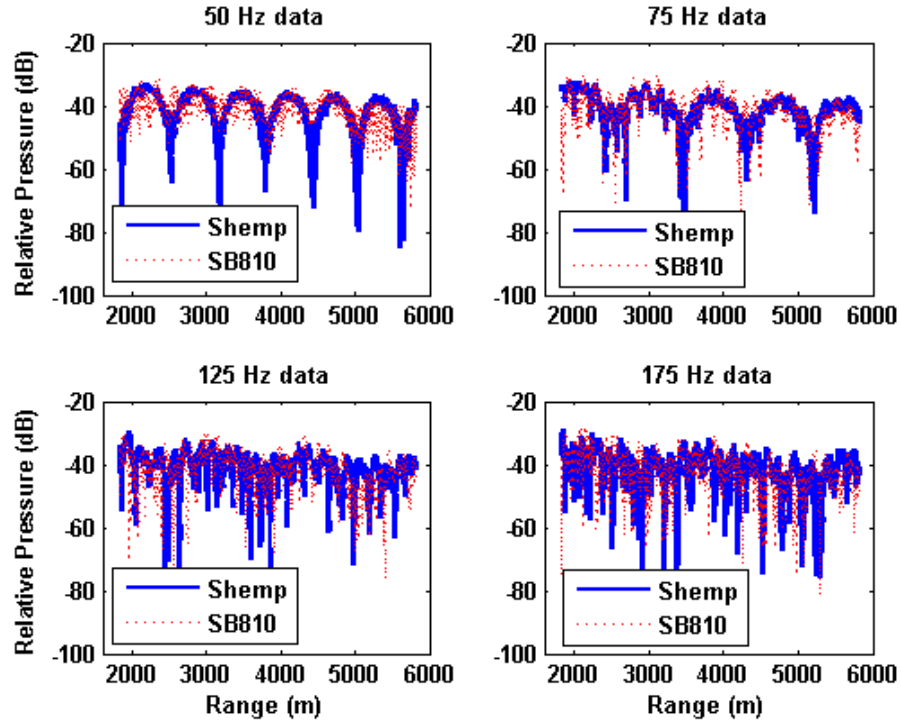 50 Hz data
Relative Pressure (dB)
-20
-40
-60
-80
-100
Shemp
SB810
2000 3000 4000 5000 6000
75 Hz data
-20
-40
-60
-80
-100
Shemp
SB810
2000 3000 4000 5000 6000
125 Hz data
Relative Pressure (dB)
-20
-40
-60
-80
-100
Shemp
SB810
2000 3000 4000 5000 6000
Range (m)
175 Hz data
-20
-40
-60
-80
-100
Shemp
SB810
2000 3000 4000 5000 6000
Range (m)